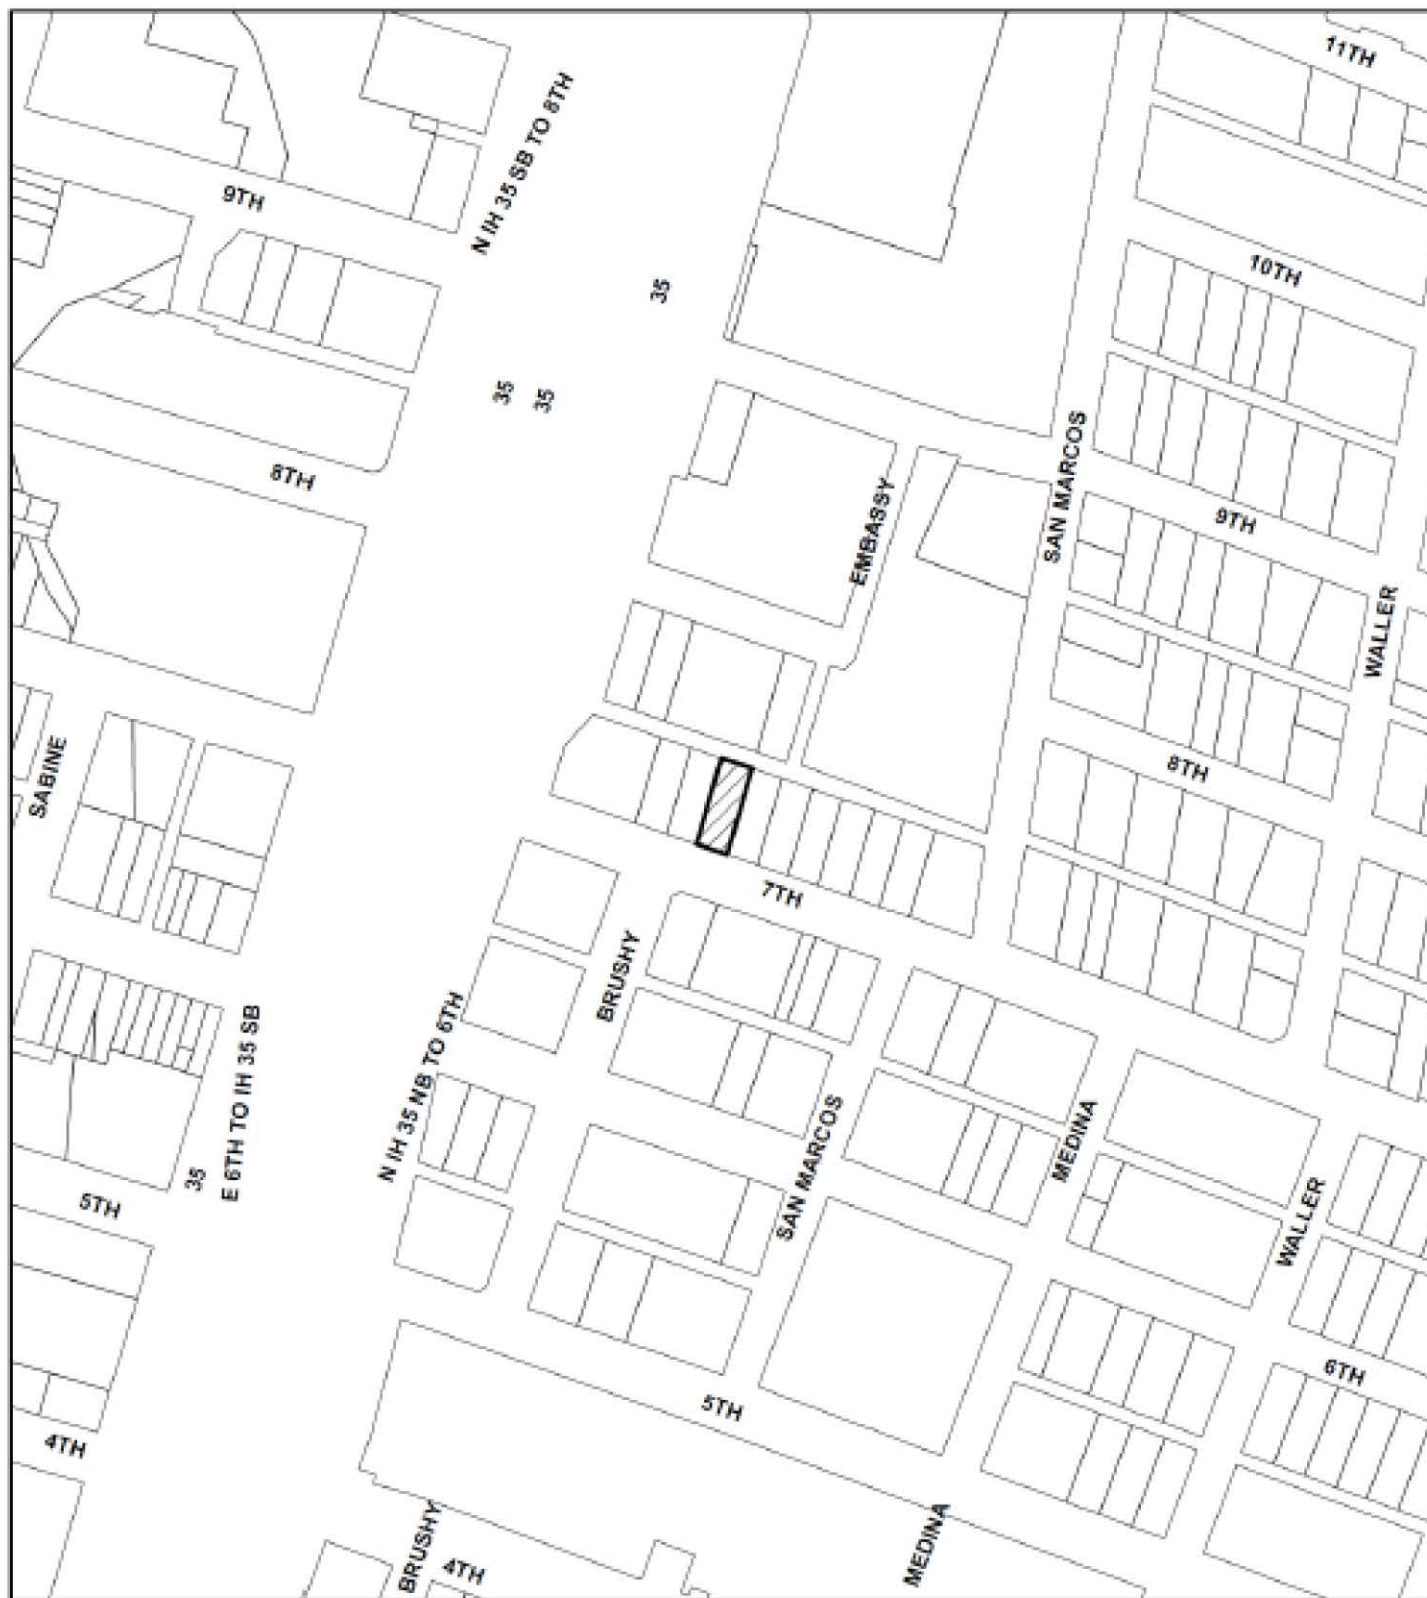 11TH
N IH 35 SB TO 8TH
9TH
10TH
35
35
35
SAN MARCOS
8TH
EMBASSY
9TH
WALLER
SABINE
8TH
7TH
BRUSHY
N IH 35 NB TO 6TH
E 6TH TO IH 35 SB
SAN MARCOS
MEDINA
35
5TH
WALLER
6TH
5TH
4TH
BRUSHY
4TH
MEDINA